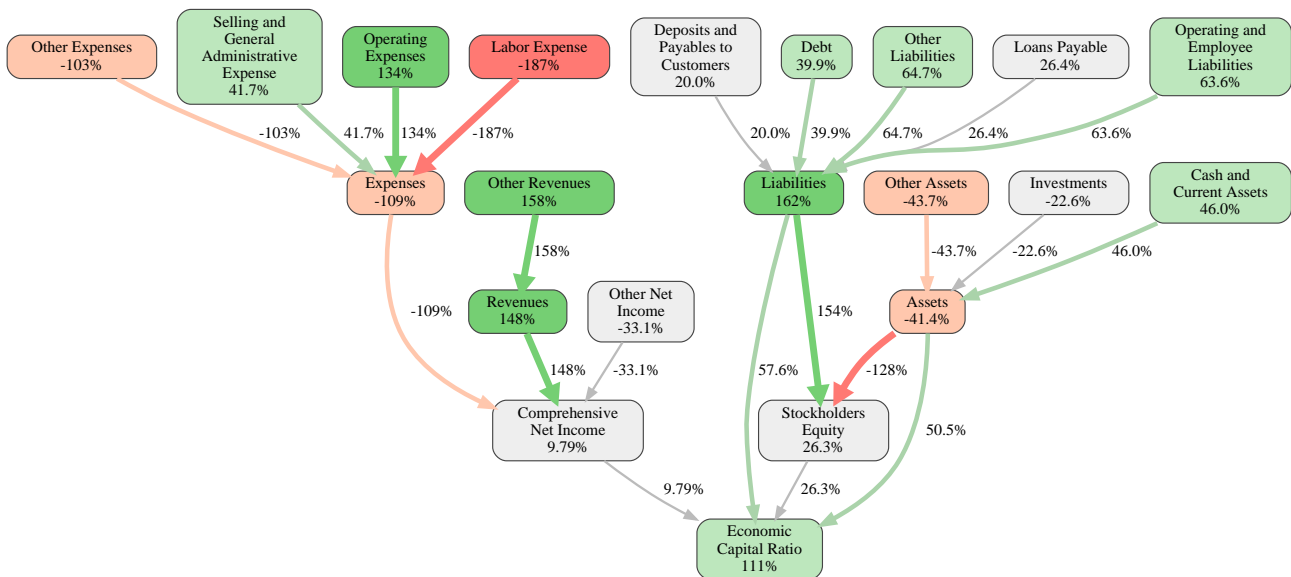 Other Expenses
-103%
Selling and
General
Administrative
Expense
41.7%
Operating
Expenses
134%
Labor Expense
-187%
Deposits and
Payables to
Customers
20.0%
Debt
39.9%
Other
Liabilities
64.7%
Loans Payable
26.4%
Operating and
Employee
Liabilities
63.6%
-103%
41.7%
134%
-187%
20.0%
39.9%
64.7%
26.4%
63.6%
Expenses
-109%
Other Revenues
158%
Liabilities
162%
Other Assets
-43.7%
Investments
-22.6%
Cash and
Current Assets
46.0%
158%
-43.7%
-22.6%
46.0%
-109%
Revenues
148%
Other Net
Income
-33.1%
154%
Assets
-41.4%
148%
-33.1%
57.6%
-128%
50.5%
Comprehensive
Net Income
9.79%
Stockholders
Equity
26.3%
9.79%
26.3%
Economic
Capital Ratio
111%